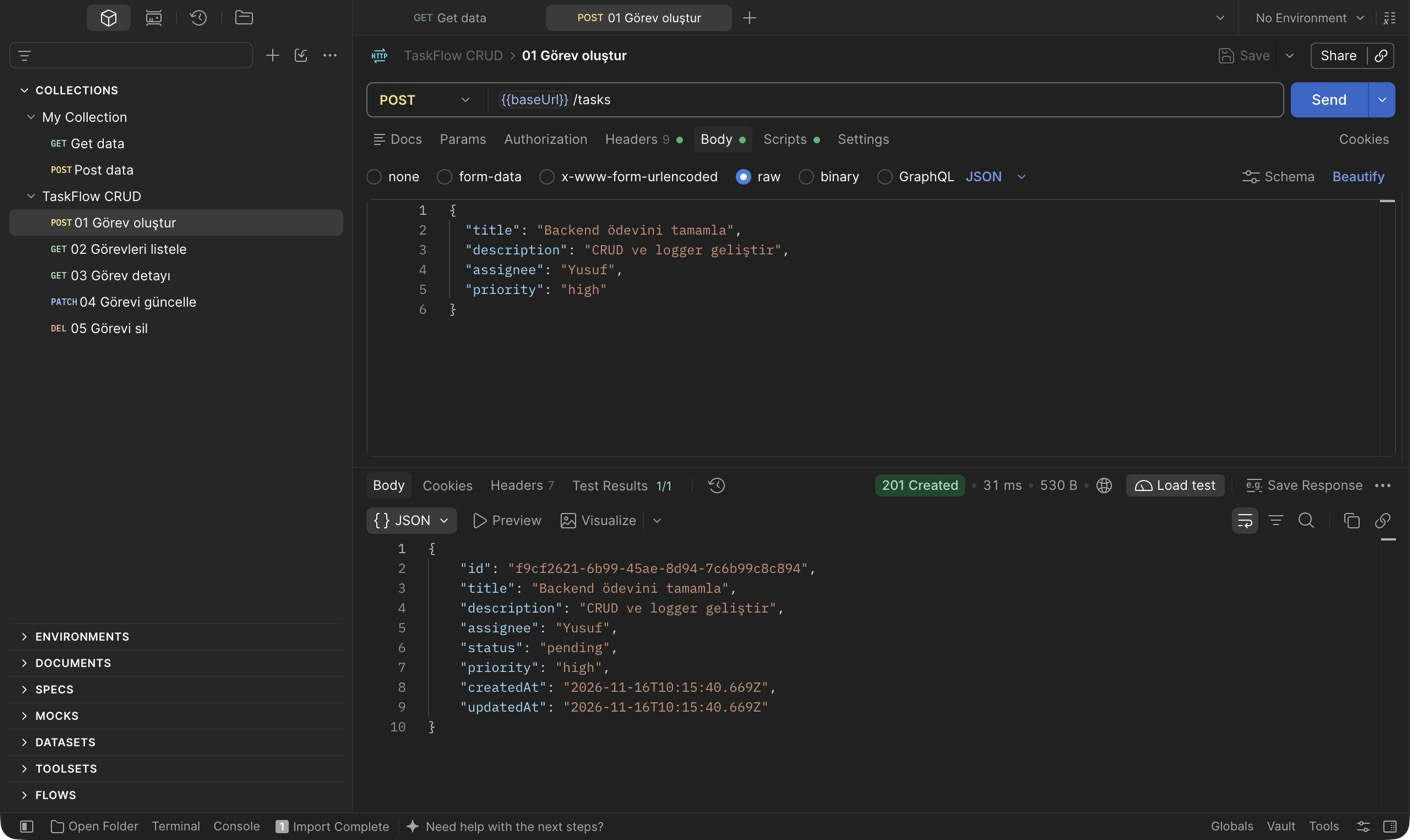 GET Get data
POST 01 Görev oluştur
No Environment
COLLECTIONS
My Collection
GET Get data
POST Post data
TaskFlow CRUD
POST 01 Görev oluştur
GET 02 Görevleri listele
GET 03 Görev detayı
PATCH 04 Görevi güncelle
DEL 05 Görevi sil
ENVIRONMENTS
DOCUMENTS
SPECS
MOCKS
DATASETS
TOOLSETS
FLOWS
HTTP TaskFlow CRUD > 01 Görev oluştur
Save
Share
POST {{baseUrl}} /tasks
Send
Docs Params Authorization Headers 9 Body Scripts Settings Cookies
none form-data x-www-form-urlencoded raw binary GraphQL JSON Schema Beautify
1 {
2 "title": "Backend ödevini tamamla",
3 "description": "CRUD ve logger geliştir",
4 "assignee": "Yusuf",
5 "priority": "high"
6 }
Body Cookies Headers 7 Test Results 1/1 201 Created • 31 ms • 530 B Load test e.g. Save Response
{} JSON Preview Visualize
1 {
2 "id": "f9cf2621-6b99-45ae-8d94-7c6b99c8c894",
3 "title": "Backend ödevini tamamla",
4 "description": "CRUD ve logger geliştir",
5 "assignee": "Yusuf",
6 "status": "pending",
7 "priority": "high",
8 "createdAt": "2026-11-16T10:15:40.669Z",
9 "updatedAt": "2026-11-16T10:15:40.669Z"
10 }
Open Folder Terminal Console 1 Import Complete Need help with the next steps? Globals Vault Tools